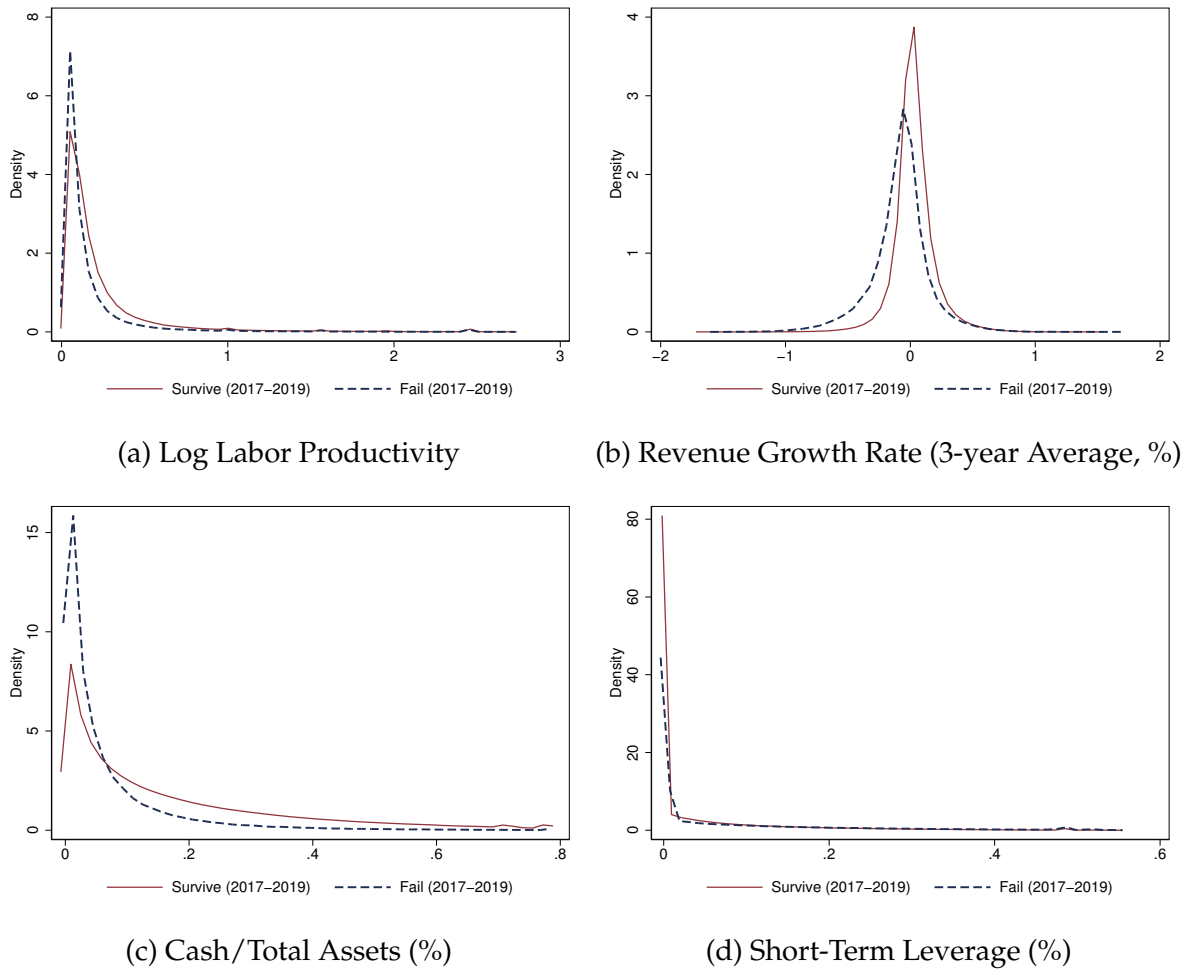 8
6
4
2
0
Density
0
1
2
3
Survive (2017−2019)
Fail (2017−2019)
(a) Log Labor Productivity
4
3
2
1
0
Density
−2
−1
0
1
2
Survive (2017−2019)
Fail (2017−2019)
(b) Revenue Growth Rate (3-year Average, %)
15
10
5
0
Density
0
.2
.4
.6
.8
Survive (2017−2019)
Fail (2017−2019)
(c) Cash/Total Assets (%)
80
60
40
20
0
Density
0
.2
.4
.6
Survive (2017−2019)
Fail (2017−2019)
(d) Short-Term Leverage (%)